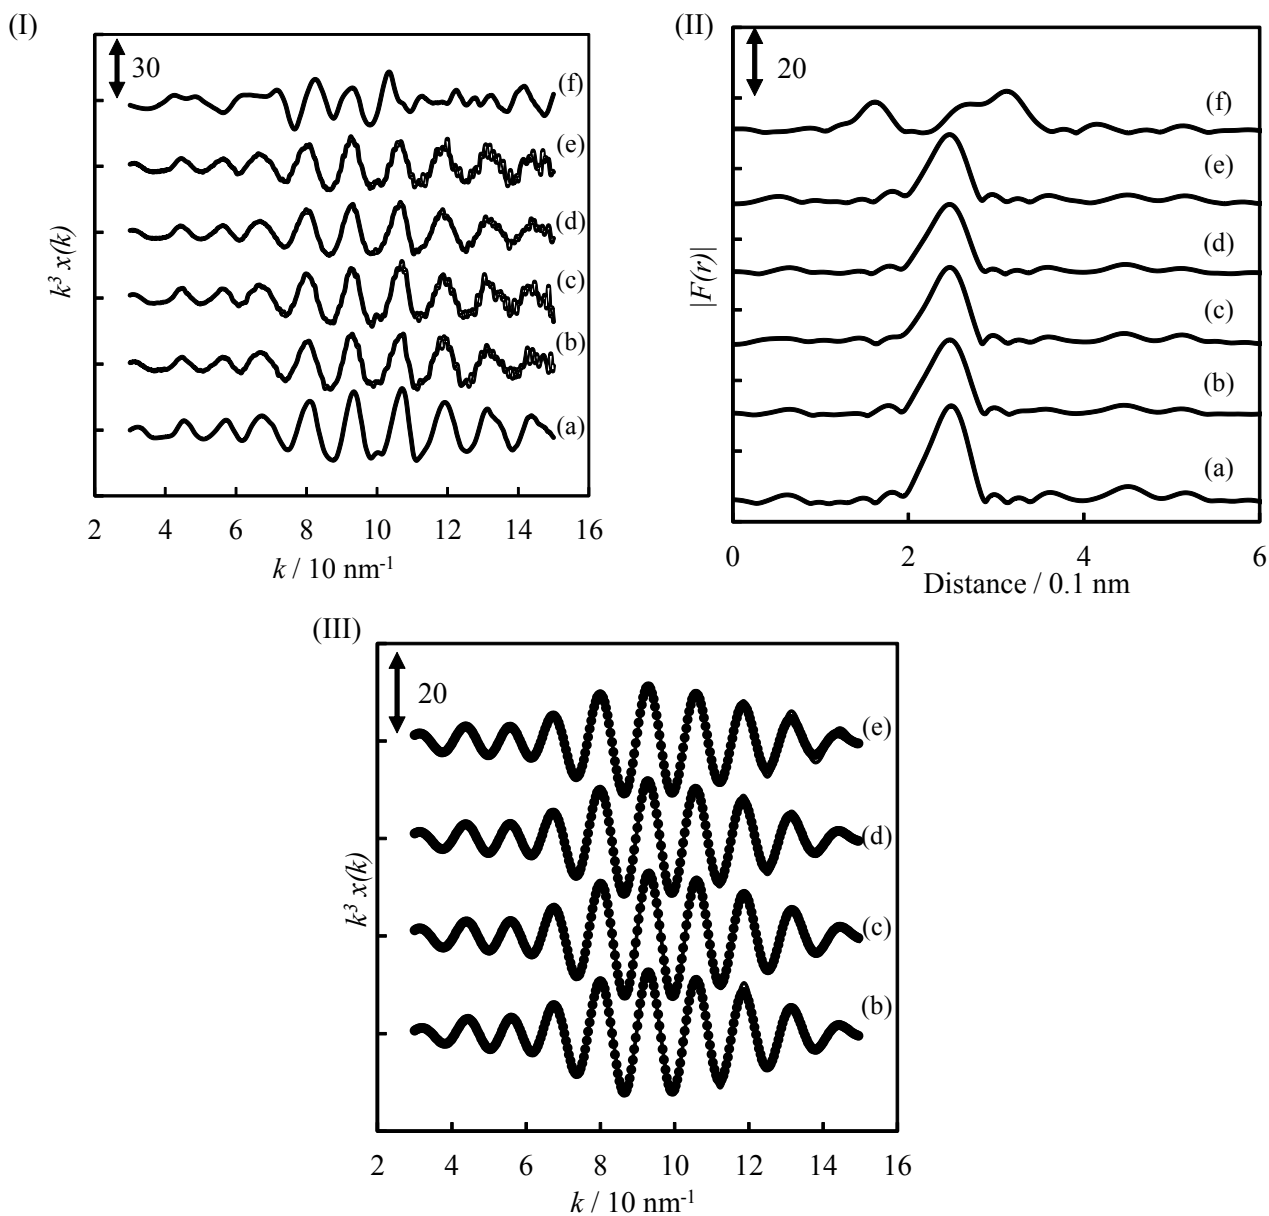 (I)
30
(f)
(e)
(d)
(c)
(b)
(a)
k³ x(k)
2 4 6 8 10 12 14 16
k / 10 nm⁻¹
(II)
20
(f)
(e)
(d)
(c)
(b)
(a)
|F(r)|
0 2 4 6
Distance / 0.1 nm
(III)
20
(e)
(d)
(c)
(b)
k³ x(k)
2 4 6 8 10 12 14 16
k / 10 nm⁻¹